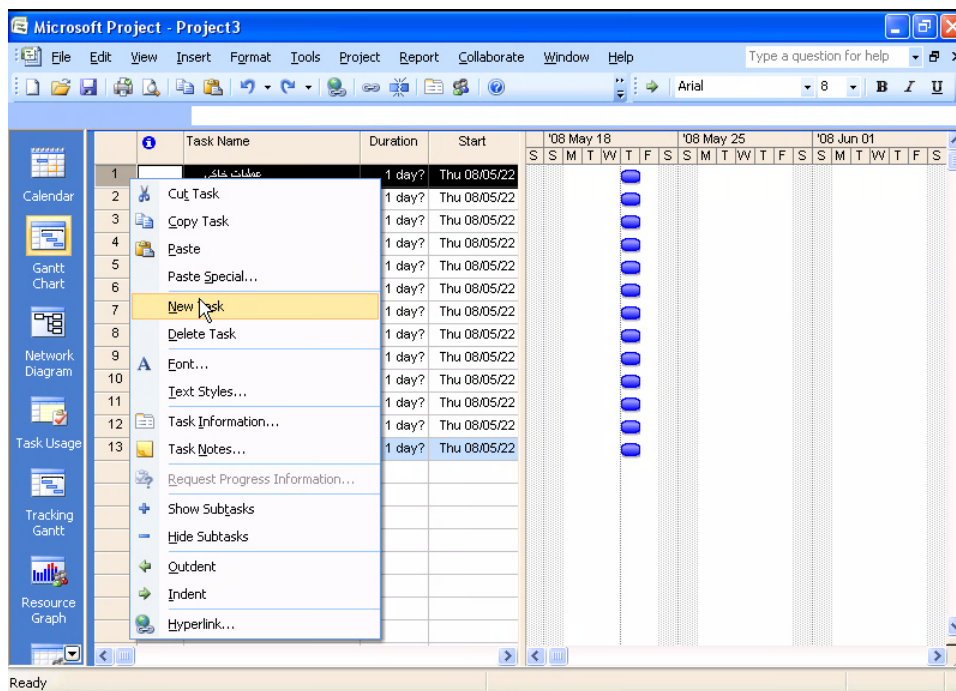 Microsoft Project - Project3
File Edit View Insert Format Tools Project Report Collaborate Window Help Type a question for help
Arial 8 B I U
Task Name Duration Start '08 May 18 '08 May 25 '08 Jun 01
S S M T W T F S S M T W T F S S M T W T F S
1 عملیات خاکی 1 day? Thu 08/05/22
Calendar 2 Cut Task 1 day? Thu 08/05/22
3 Copy Task 1 day? Thu 08/05/22
4 Paste 1 day? Thu 08/05/22
Gantt Chart 5 Paste Special... 1 day? Thu 08/05/22
6 1 day? Thu 08/05/22
7 New Task 1 day? Thu 08/05/22
8 Delete Task 1 day? Thu 08/05/22
Network Diagram 9 Font... 1 day? Thu 08/05/22
10 1 day? Thu 08/05/22
11 Text Styles... 1 day? Thu 08/05/22
12 Task Information... 1 day? Thu 08/05/22
Task Usage 13 Task Notes... 1 day? Thu 08/05/22
Request Progress Information...
Tracking Gantt Show Subtasks
Hide Subtasks
Outdent
Resource Graph Indent
Hyperlink...
Ready